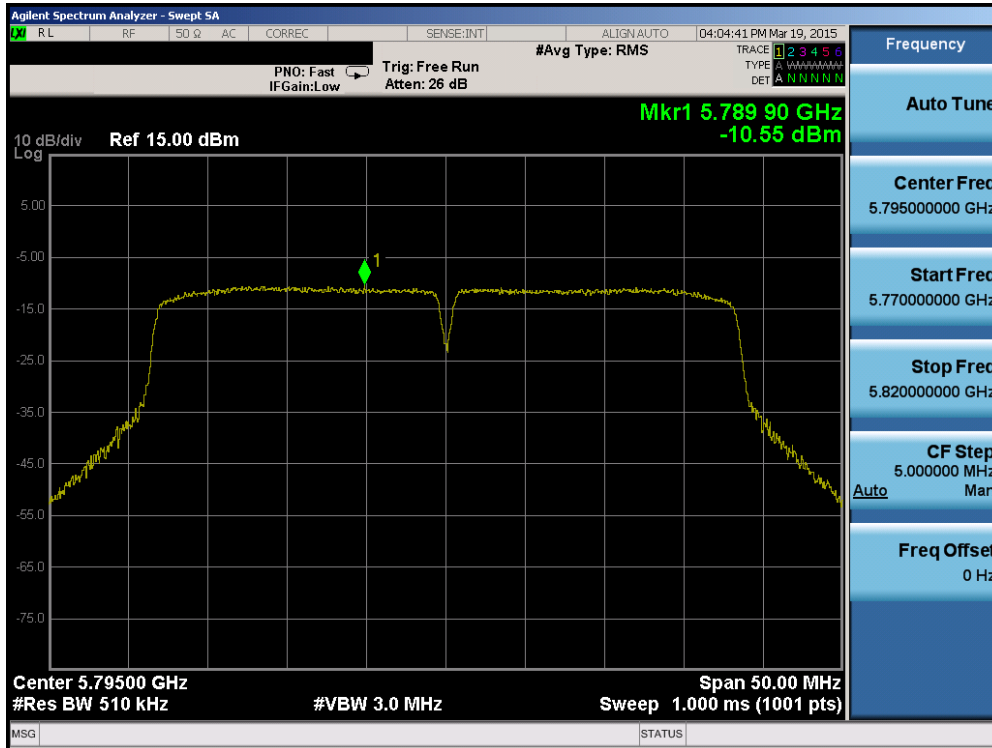 Agilent Spectrum Analyzer - Swept SA
LXI RL RF 50 Ω AC CORREC SENSE:INT ALIGN AUTO 04:04:41 PM Mar 19, 2015
#Avg Type: RMS
TRACE 1 2 3 4 5 6
PNO: Fast Trig: Free Run
TYPE A WWWWW
IFGain:Low Atten: 26 dB
DET A N N N N N
Mkr1 5.789 90 GHz
-10.55 dBm
10 dB/div Ref 15.00 dBm
Log
5.00
-5.00
1
-15.0
-25.0
-35.0
-45.0
-55.0
-65.0
-75.0
Center 5.79500 GHz Span 50.00 MHz
#Res BW 510 kHz #VBW 3.0 MHz Sweep 1.000 ms (1001 pts)
MSG STATUS
Frequency
Auto Tune
Center Freq
5.795000000 GHz
Start Freq
5.770000000 GHz
Stop Freq
5.820000000 GHz
CF Step
5.000000 MHz
Auto Man
Freq Offset
0 Hz